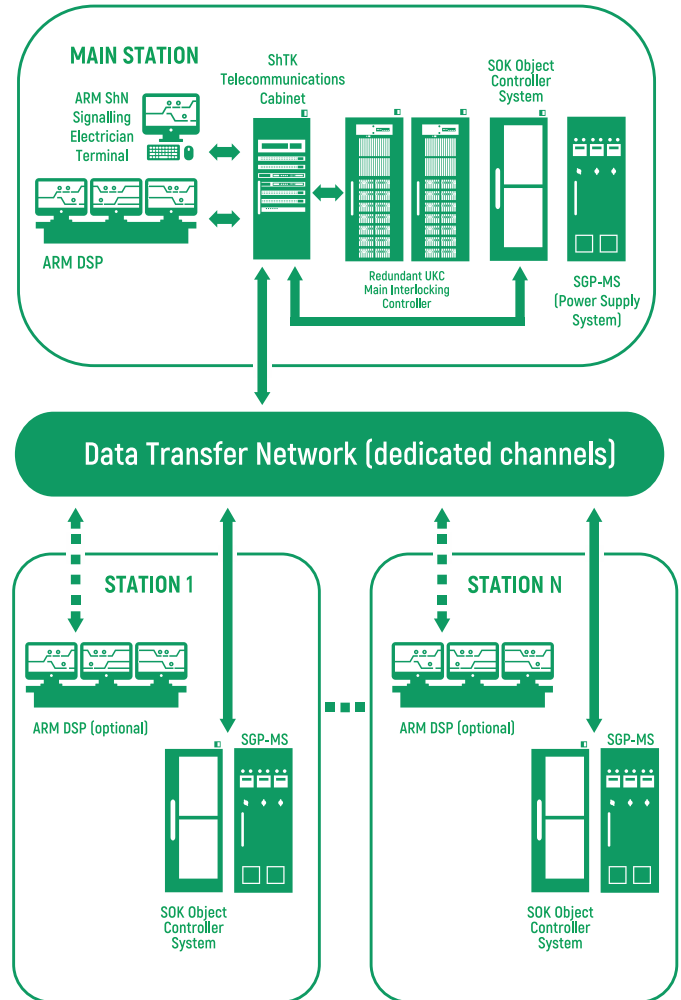 MAIN STATION
ARM ShN
Signalling
Electrician
Terminal
ARM DSP
ShTK
Telecommunications
Cabinet
Redundant UKC
Main Interlocking
Controller
SOK Object
Controller
System
SGP-MS
(Power Supply
System)
Data Transfer Network (dedicated channels)
STATION 1
ARM DSP (optional)
SGP-MS
SOK Object
Controller
System
STATION N
ARM DSP (optional)
SGP-MS
SOK Object
Controller
System